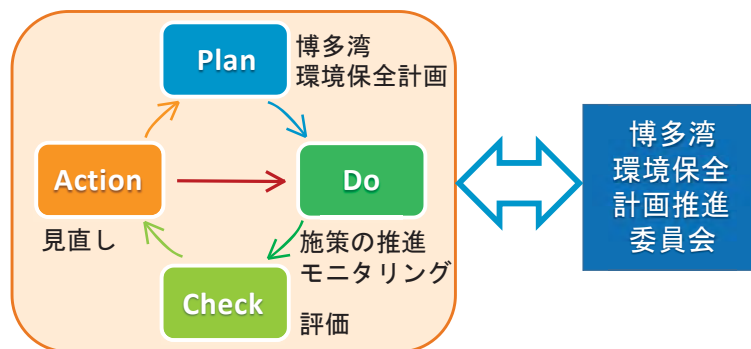 Plan
博多湾
環境保全計画
Action
見直し
Do
施策の推進
モニタリング
Check
評価
博多湾
環境保全
計画推進
委員会